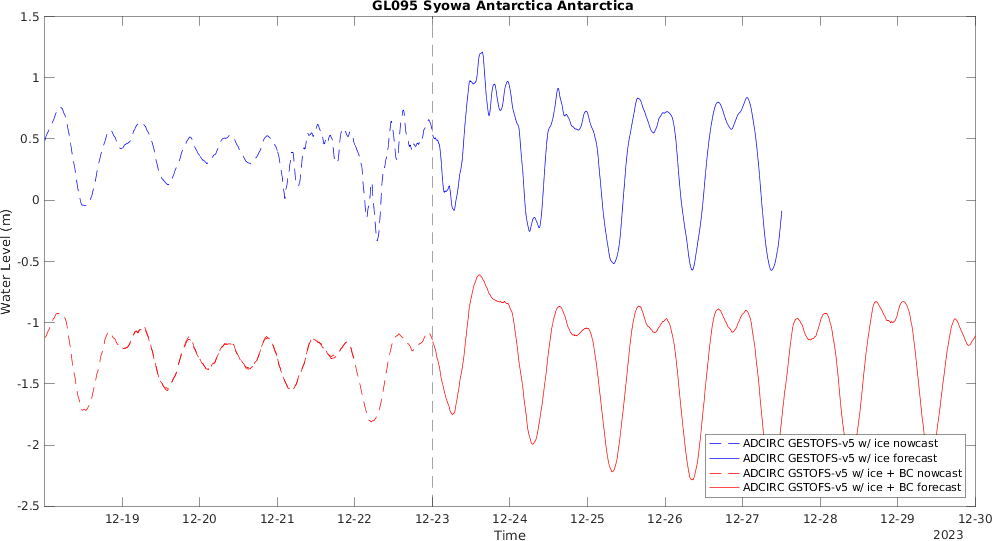 GL095 Syowa Antarctica Antarctica
1.5
1
0.5
0
-0.5
-1
-1.5
-2
-2.5
Water Level (m)
ADCIRC GESTOFS-v5 w/ ice nowcast
ADCIRC GESTOFS-v5 w/ ice forecast
ADCIRC GSTOFS-v5 w/ ice + BC nowcast
ADCIRC GSTOFS-v5 w/ ice + BC forecast
12-19 12-20 12-21 12-22 12-23 12-24 12-25 12-26 12-27 12-28 12-29 12-30
Time
2023